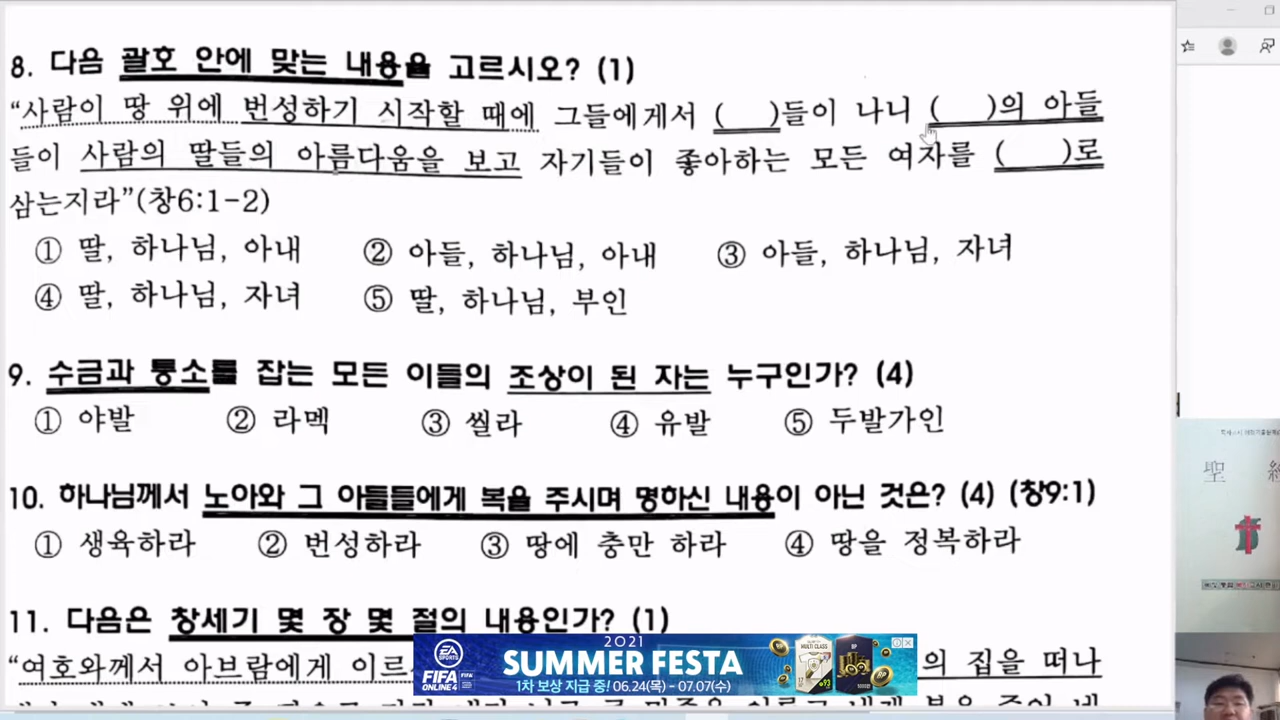 8. 다음 괄호 안에 맞는 내용을 고르시오? (1)
“사람이 땅 위에 번성하기 시작할 때에 그들에게서 (   )들이 나니 (   )의 아들
들이 사람의 딸들의 아름다움을 보고 자기들이 좋아하는 모든 여자를 (   )로
삼는지라”(창6:1-2)
① 딸, 하나님, 아내 ② 아들, 하나님, 아내 ③ 아들, 하나님, 자녀
④ 딸, 하나님, 자녀 ⑤ 딸, 하나님, 부인
9. 수금과 퉁소를 잡는 모든 이들의 조상이 된 자는 누구인가? (4)
① 야발 ② 라멕 ③ 씰라 ④ 유발 ⑤ 두발가인
10. 하나님께서 노아와 그 아들들에게 복을 주시며 명하신 내용이 아닌 것은? (4) (창9:1)
① 생육하라 ② 번성하라 ③ 땅에 충만 하라 ④ 땅을 정복하라
11. 다음은 창세기 몇 장 몇 절의 내용인가? (1)
“여호와께서 아브람에게 이르 의 집을 떠나
EA SPORTS
FIFA ONLINE 4
2021
SUMMER FESTA
1차 보상 지급 중! 06.24(목) - 07.07(수)
聖